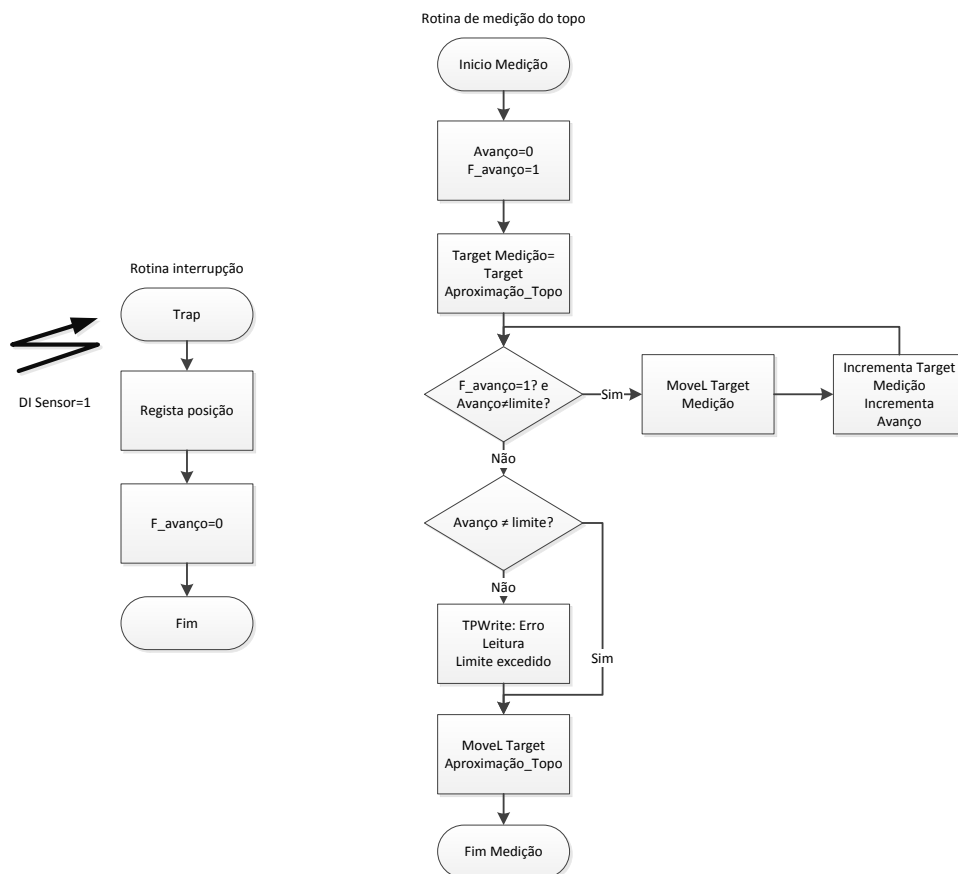 Rotina de medição do topo
Inicio Medição
Avanço=0
F_avanço=1
Target Medição=
Target
Aproximação_Topo
F_avanço=1? e
Avanço≠limite?
Sim
MoveL Target
Medição
Incrementa Target
Medição
Incrementa
Avanço
Não
Avanço ≠ limite?
Não
Sim
TPWrite: Erro
Leitura
Limite excedido
MoveL Target
Aproximação_Topo
Fim Medição
Rotina interrupção
Trap
DI Sensor=1
Regista posição
F_avanço=0
Fim